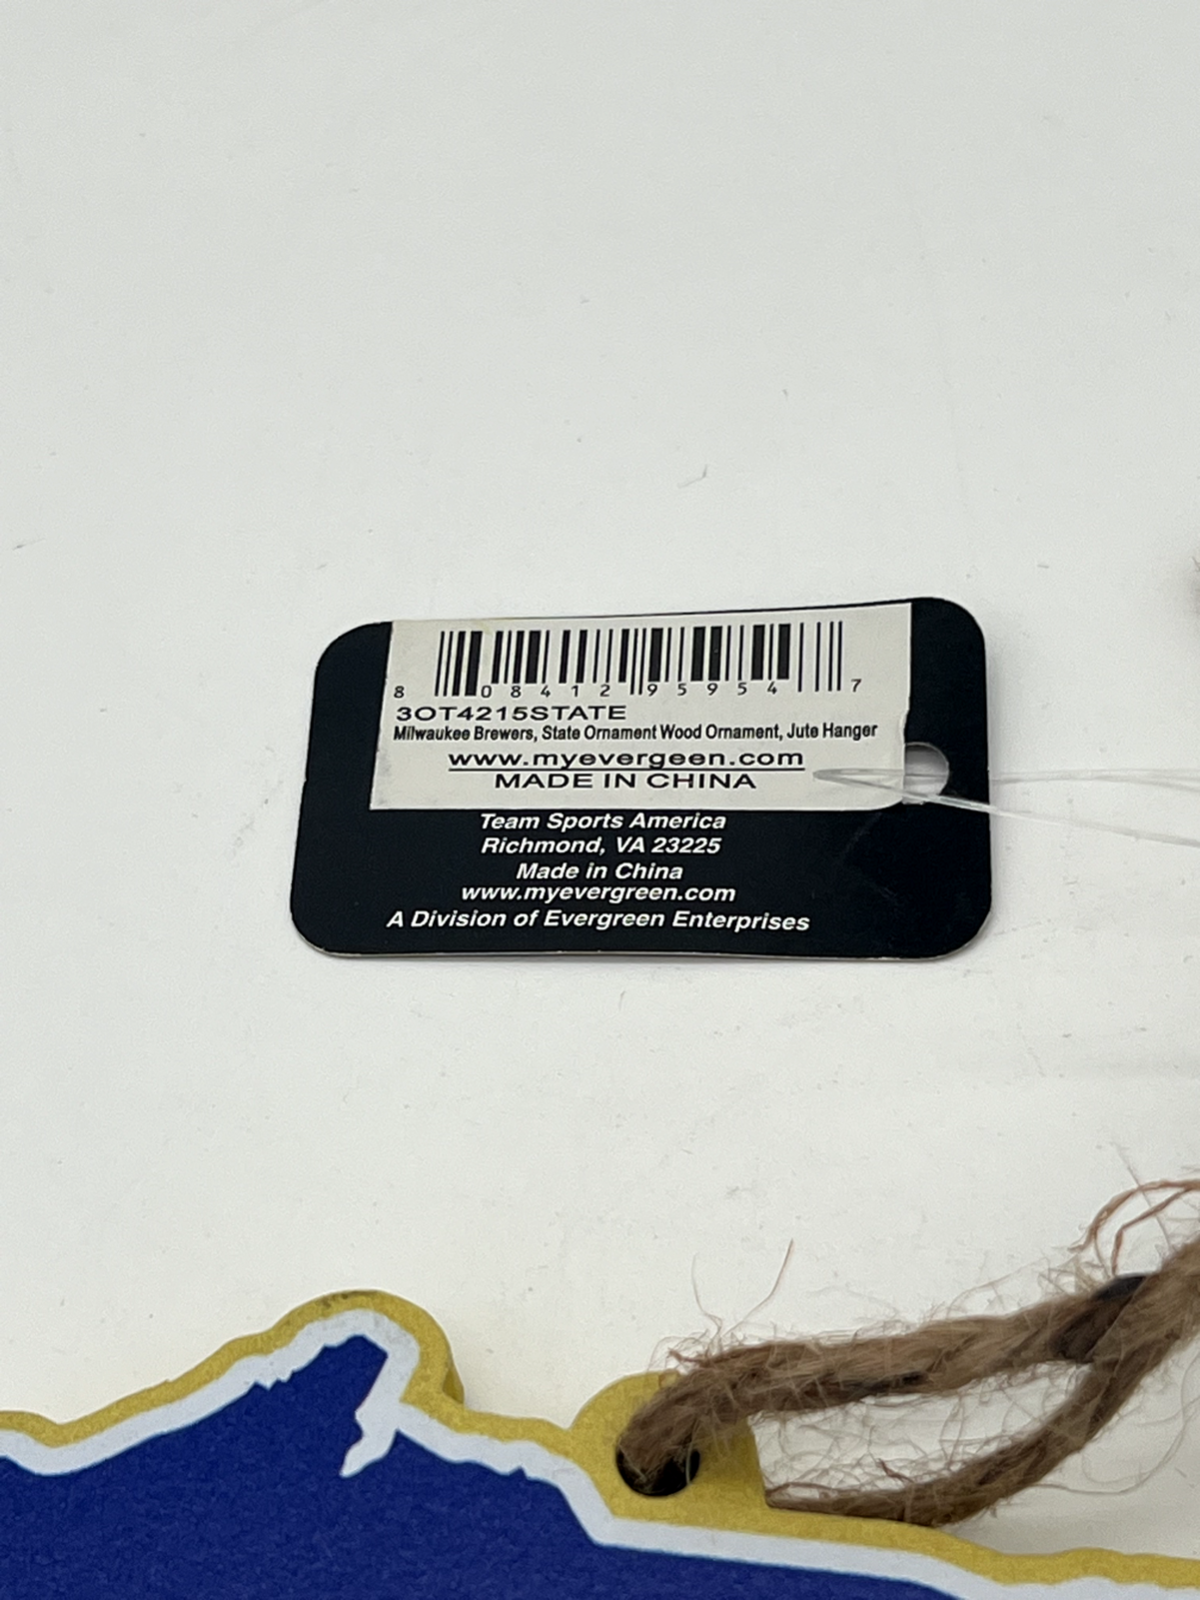 8 08412 95954 7
3OT4215STATE
Milwaukee Brewers, State Ornament Wood Ornament, Jute Hanger
www.myevergeen.com
MADE IN CHINA
Team Sports America
Richmond, VA 23225
Made in China
www.myevergreen.com
A Division of Evergreen Enterprises